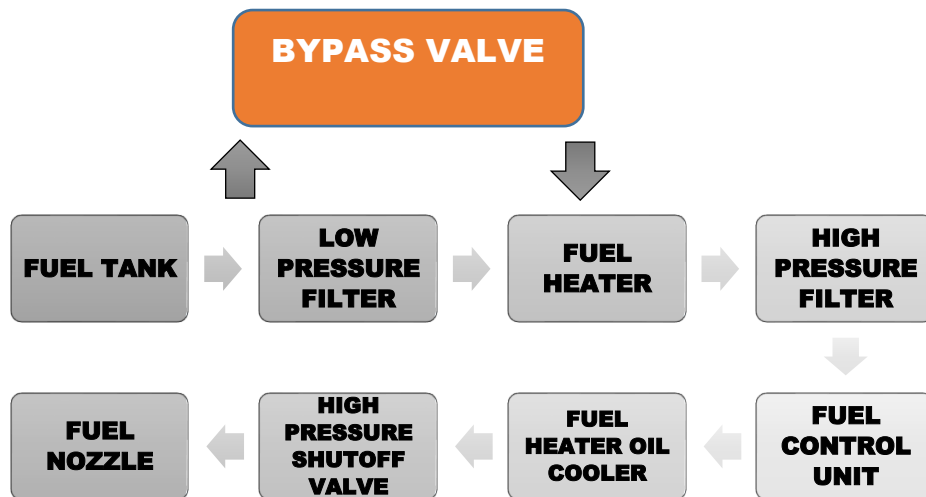 BYPASS VALVE
FUEL TANK
LOW
PRESSURE
FILTER
FUEL
HEATER
HIGH
PRESSURE
FILTER
FUEL
NOZZLE
HIGH
PRESSURE
SHUTOFF
VALVE
FUEL
HEATER OIL
COOLER
FUEL
CONTROL
UNIT